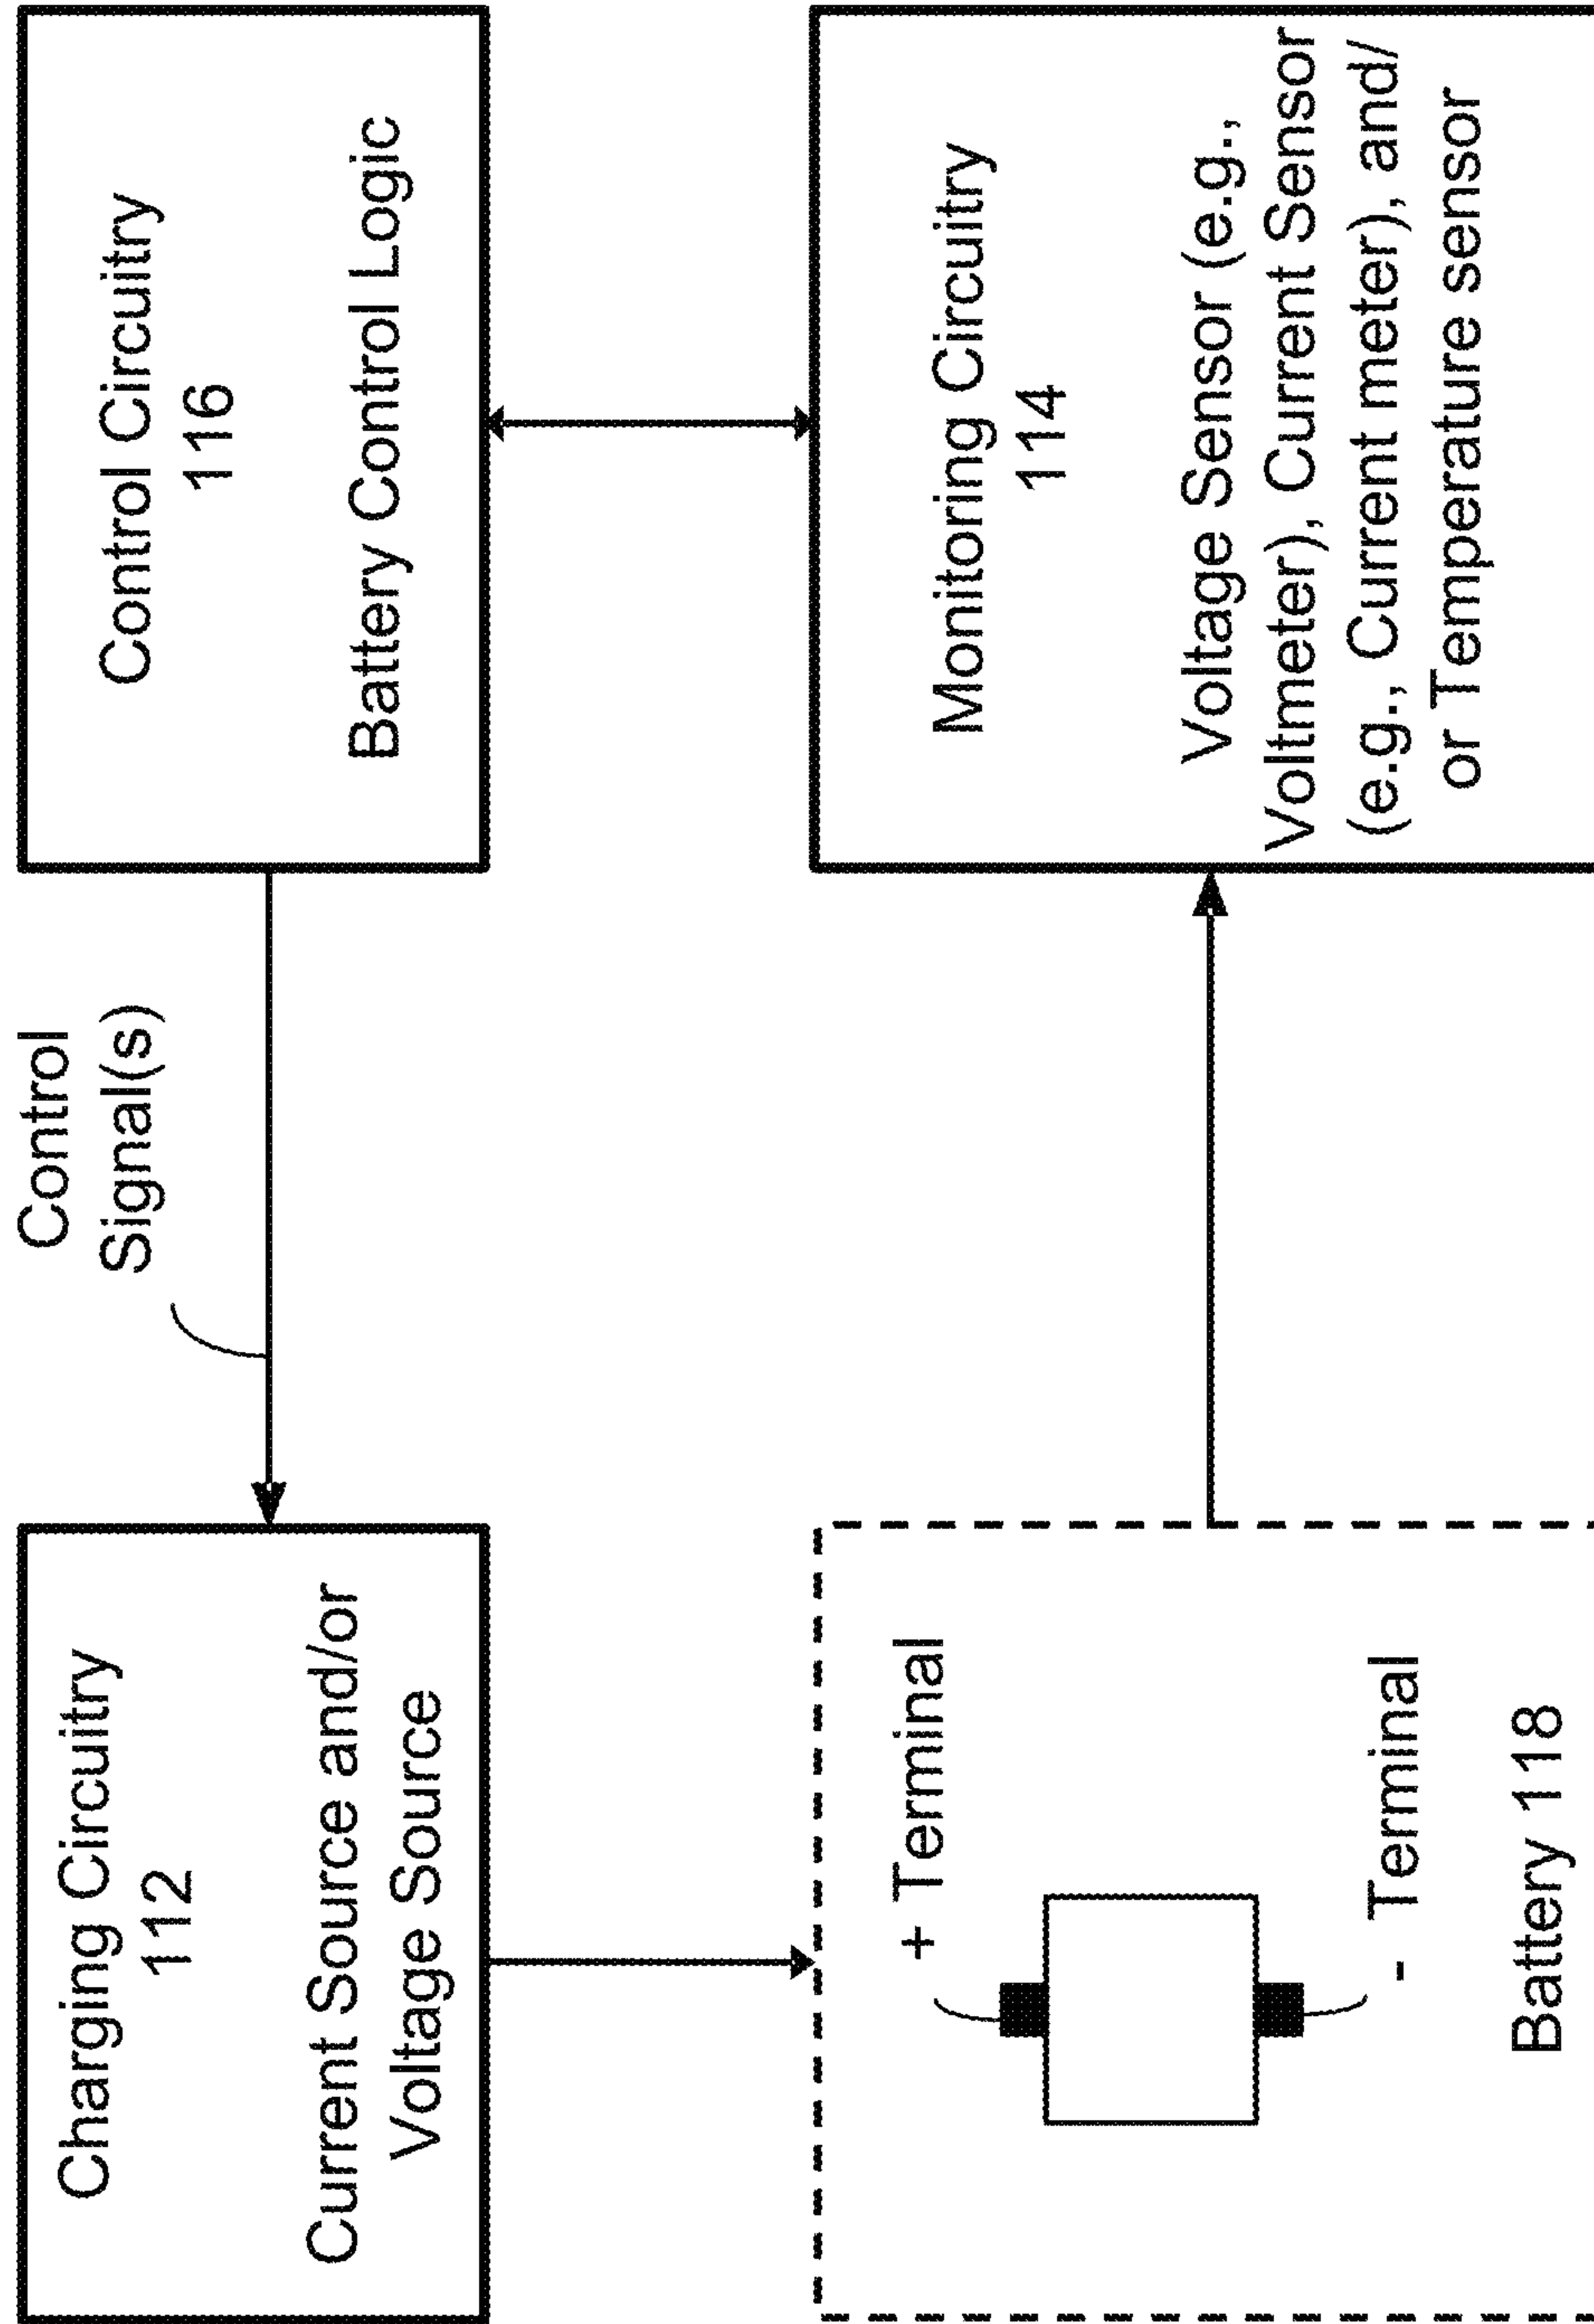 Charging Circuitry
112
Current Source and/or
Voltage Source
Control
Signal(s)
Control Circuitry
116
Battery Control Logic
+ Terminal
- Terminal
Battery 118
Monitoring Circuitry
114
Voltage Sensor (e.g.,
Voltmeter), Current Sensor
(e.g., Current meter), and/
or Temperature sensor